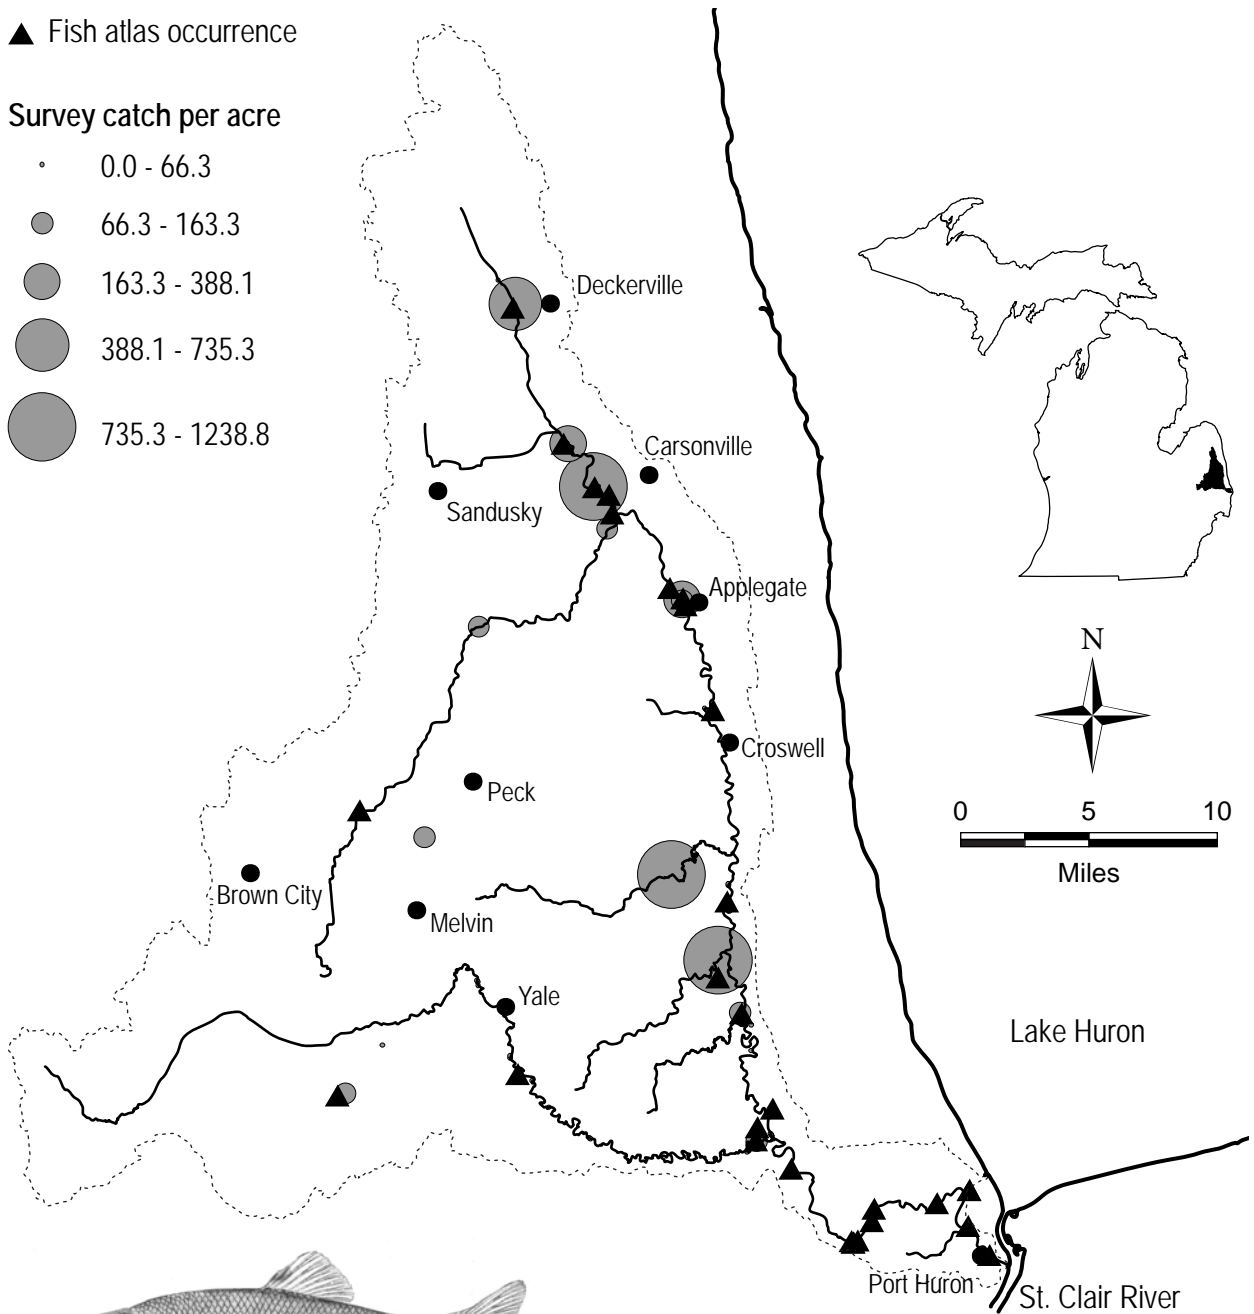 Fish atlas occurrence
Survey catch per acre
0.0 - 66.3
66.3 - 163.3
163.3 - 388.1
388.1 - 735.3
735.3 - 1238.8
Deckerville
Carsonville
Sandusky
Applegate
Croswell
Peck
Brown City
Melvin
Yale
Port Huron
N
0 5 10
Miles
Lake Huron
St. Clair River